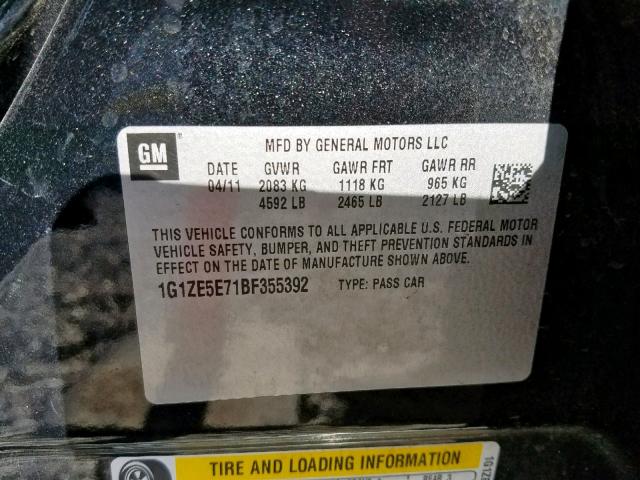 GM® MFD BY GENERAL MOTORS LLC
DATE GVWR GAWR FRT GAWR RR
04/11 2083 KG 1118 KG 965 KG
4592 LB 2465 LB 2127 LB
THIS VEHICLE CONFORMS TO ALL APPLICABLE U.S. FEDERAL MOTOR
VEHICLE SAFETY, BUMPER, AND THEFT PREVENTION STANDARDS IN
EFFECT ON THE DATE OF MANUFACTURE SHOWN ABOVE.
1G1ZE5E71BF355392 TYPE: PASS CAR
TIRE AND LOADING INFORMATION